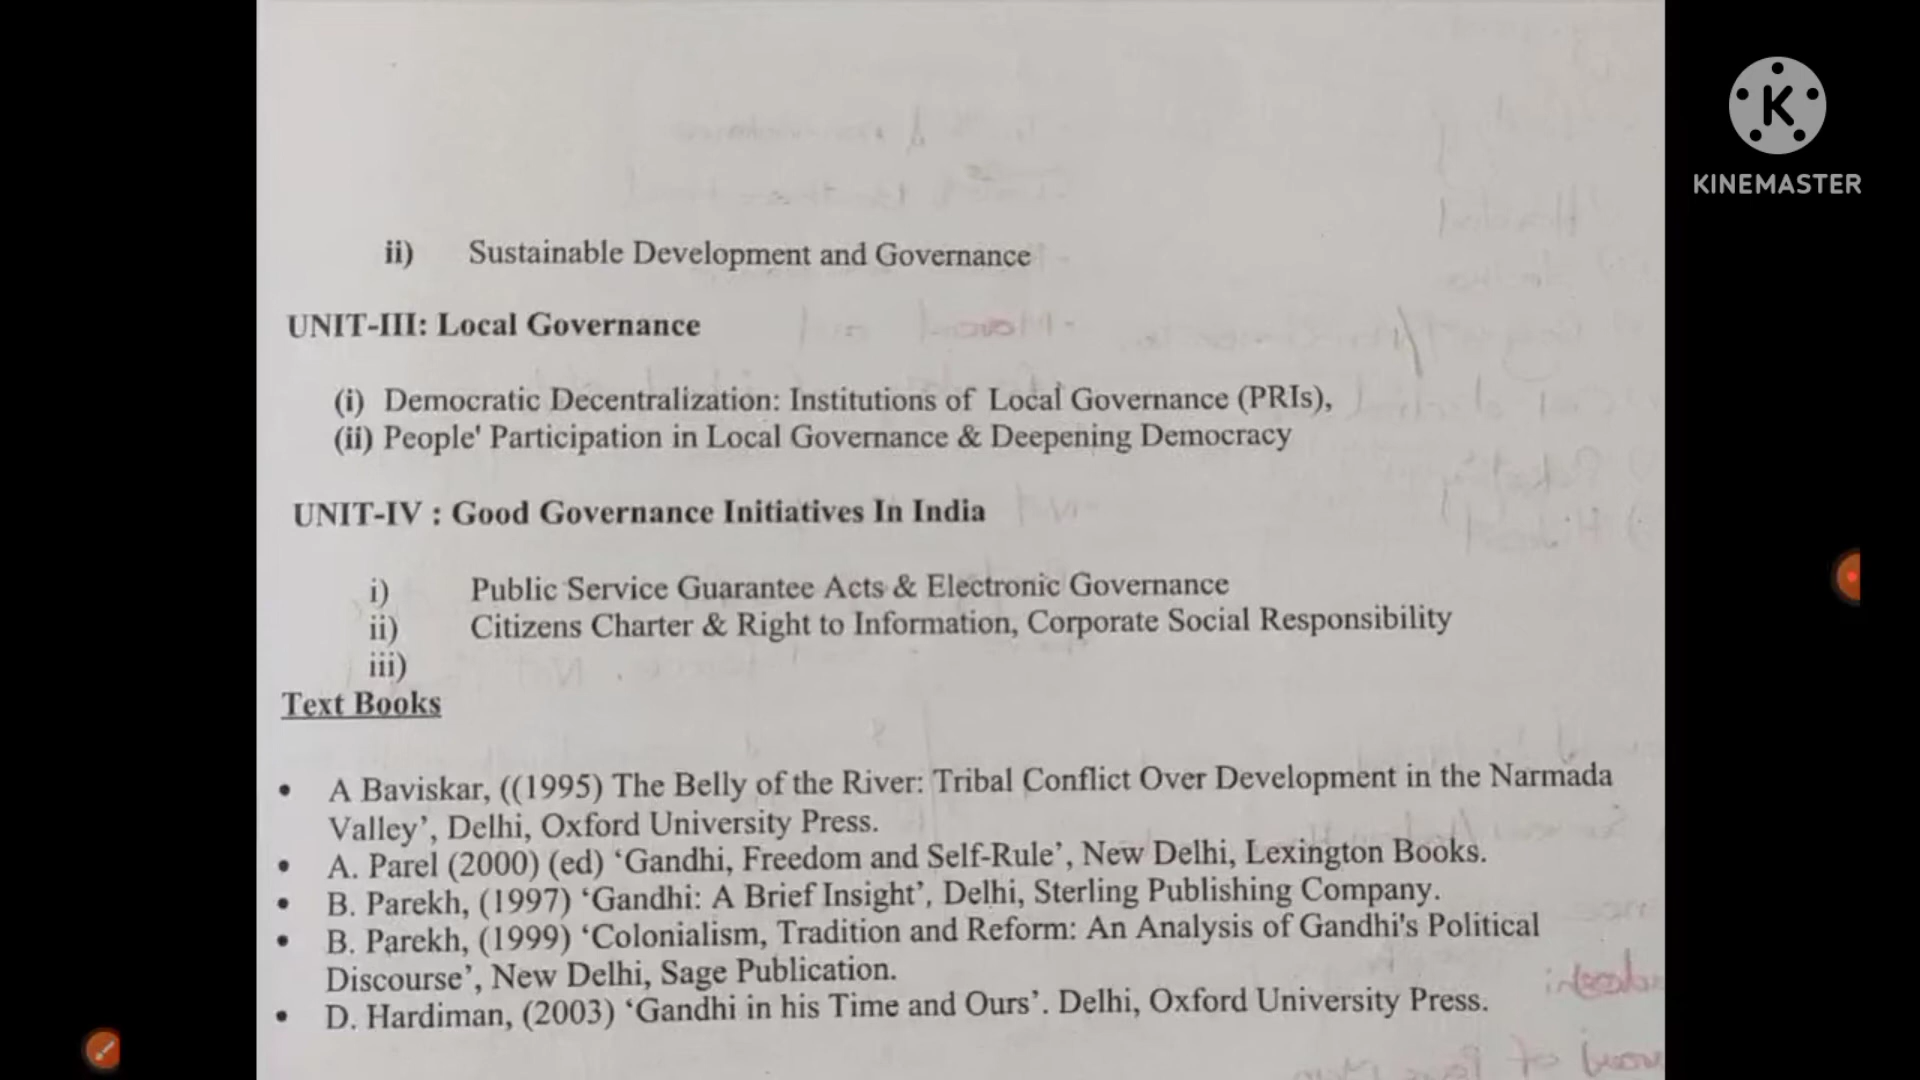 KINEMASTER
ii) Sustainable Development and Governance
UNIT-III: Local Governance
(i) Democratic Decentralization: Institutions of Local Governance (PRIs),
(ii) People' Participation in Local Governance & Deepening Democracy
UNIT-IV : Good Governance Initiatives In India
i) Public Service Guarantee Acts & Electronic Governance
ii) Citizens Charter & Right to Information, Corporate Social Responsibility
iii)
Text Books
• A Baviskar, ((1995) The Belly of the River: Tribal Conflict Over Development in the Narmada
Valley’, Delhi, Oxford University Press.
• A. Parel (2000) (ed) ‘Gandhi, Freedom and Self-Rule’, New Delhi, Lexington Books.
• B. Parekh, (1997) ‘Gandhi: A Brief Insight’, Delhi, Sterling Publishing Company.
• B. Parekh, (1999) ‘Colonialism, Tradition and Reform: An Analysis of Gandhi's Political
Discourse’, New Delhi, Sage Publication.
• D. Hardiman, (2003) ‘Gandhi in his Time and Ours’. Delhi, Oxford University Press.